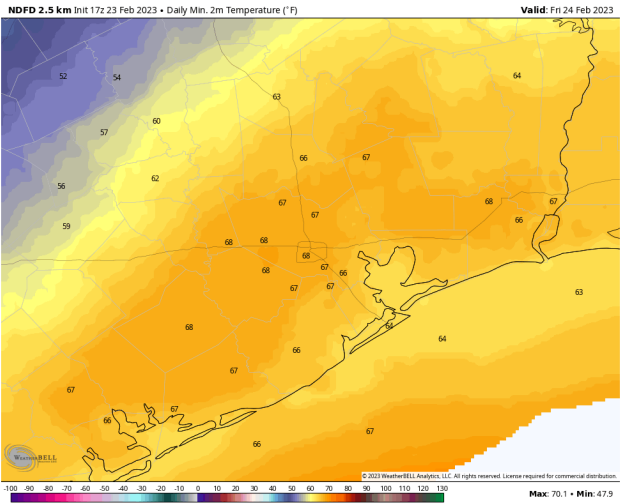 NDFD 2.5 km Init 17z 23 Feb 2023 • Daily Min. 2m Temperature (°F)
Valid: Fri 24 Feb 2023
52 54 64
63
60
57
66 67
62
56
67 68 67
67 66
59
68 68
68
68 67 66
67 67 63
68 64
64
66
67
67
67
66
67
66
WEATHERBELL
© 2023 WeatherBELL Analytics, LLC. All rights reserved. License required for commercial distribution.
-100 -90 -80 -70 -60 -50 -40 -30 -20 -10 0 10 20 30 40 50 60 70 80 90 100 110 120 130
Max: 70.1 • Min: 47.9